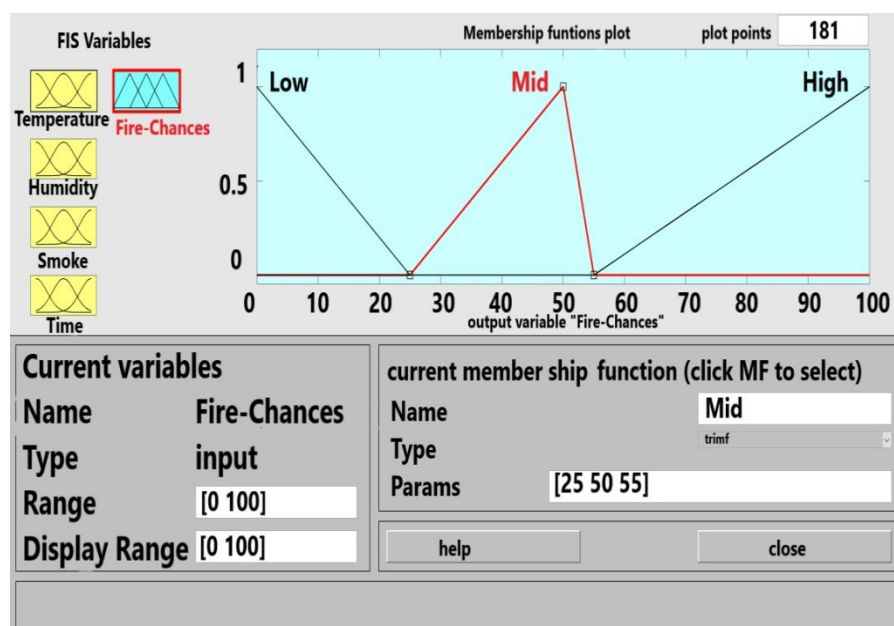 FIS Variables
Membership funtions plot
plot points 181
Temperature
Fire-Chances
Humidity
Smoke
Time
1
0.5
0
Low
Mid
High
0 10 20 30 40 50 60 70 80 90 100
output variable "Fire-Chances"
Current variables
Name Fire-Chances
Type input
Range [0 100]
Display Range [0 100]
current member ship function (click MF to select)
Name Mid
Type trimf
Params [25 50 55]
help close